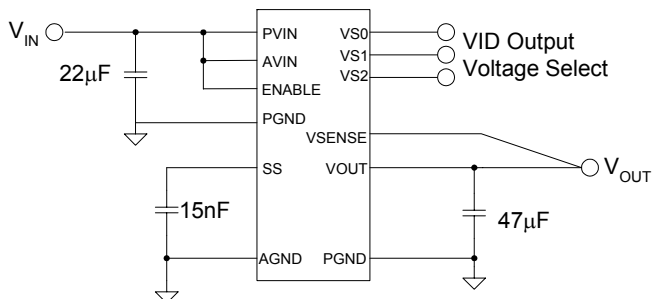 VIN
PVIN
AVIN
ENABLE
PGND
SS
AGND
22μF
15nF
VS0
VS1
VS2
VID Output
Voltage Select
VSENSE
VOUT
PGND
VOUT
47μF